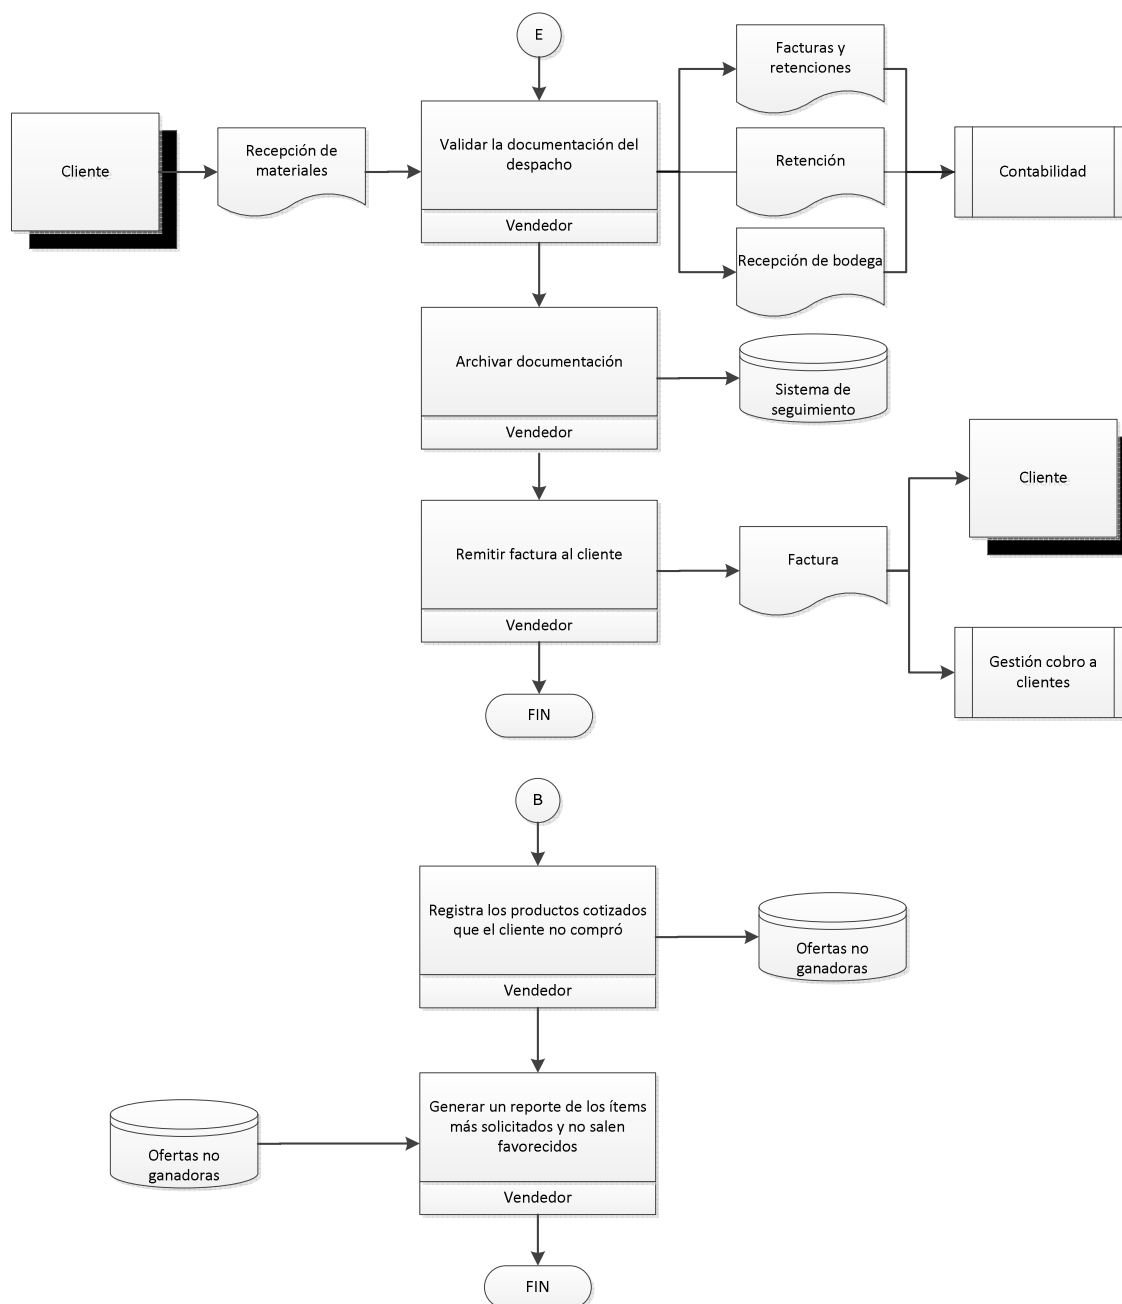 E
Facturas y
retenciones
Cliente
Recepción de
materiales
Validar la documentación del
despacho
Vendedor
Retención
Contabilidad
Recepción de bodega
Archivar documentación
Vendedor
Sistema de
seguimiento
Cliente
Remitir factura al cliente
Vendedor
Factura
Gestión cobro a
clientes
FIN
B
Registra los productos cotizados
que el cliente no compró
Vendedor
Ofertas no
ganadoras
Ofertas no
ganadoras
Generar un reporte de los ítems
más solicitados y no salen
favorecidos
Vendedor
FIN